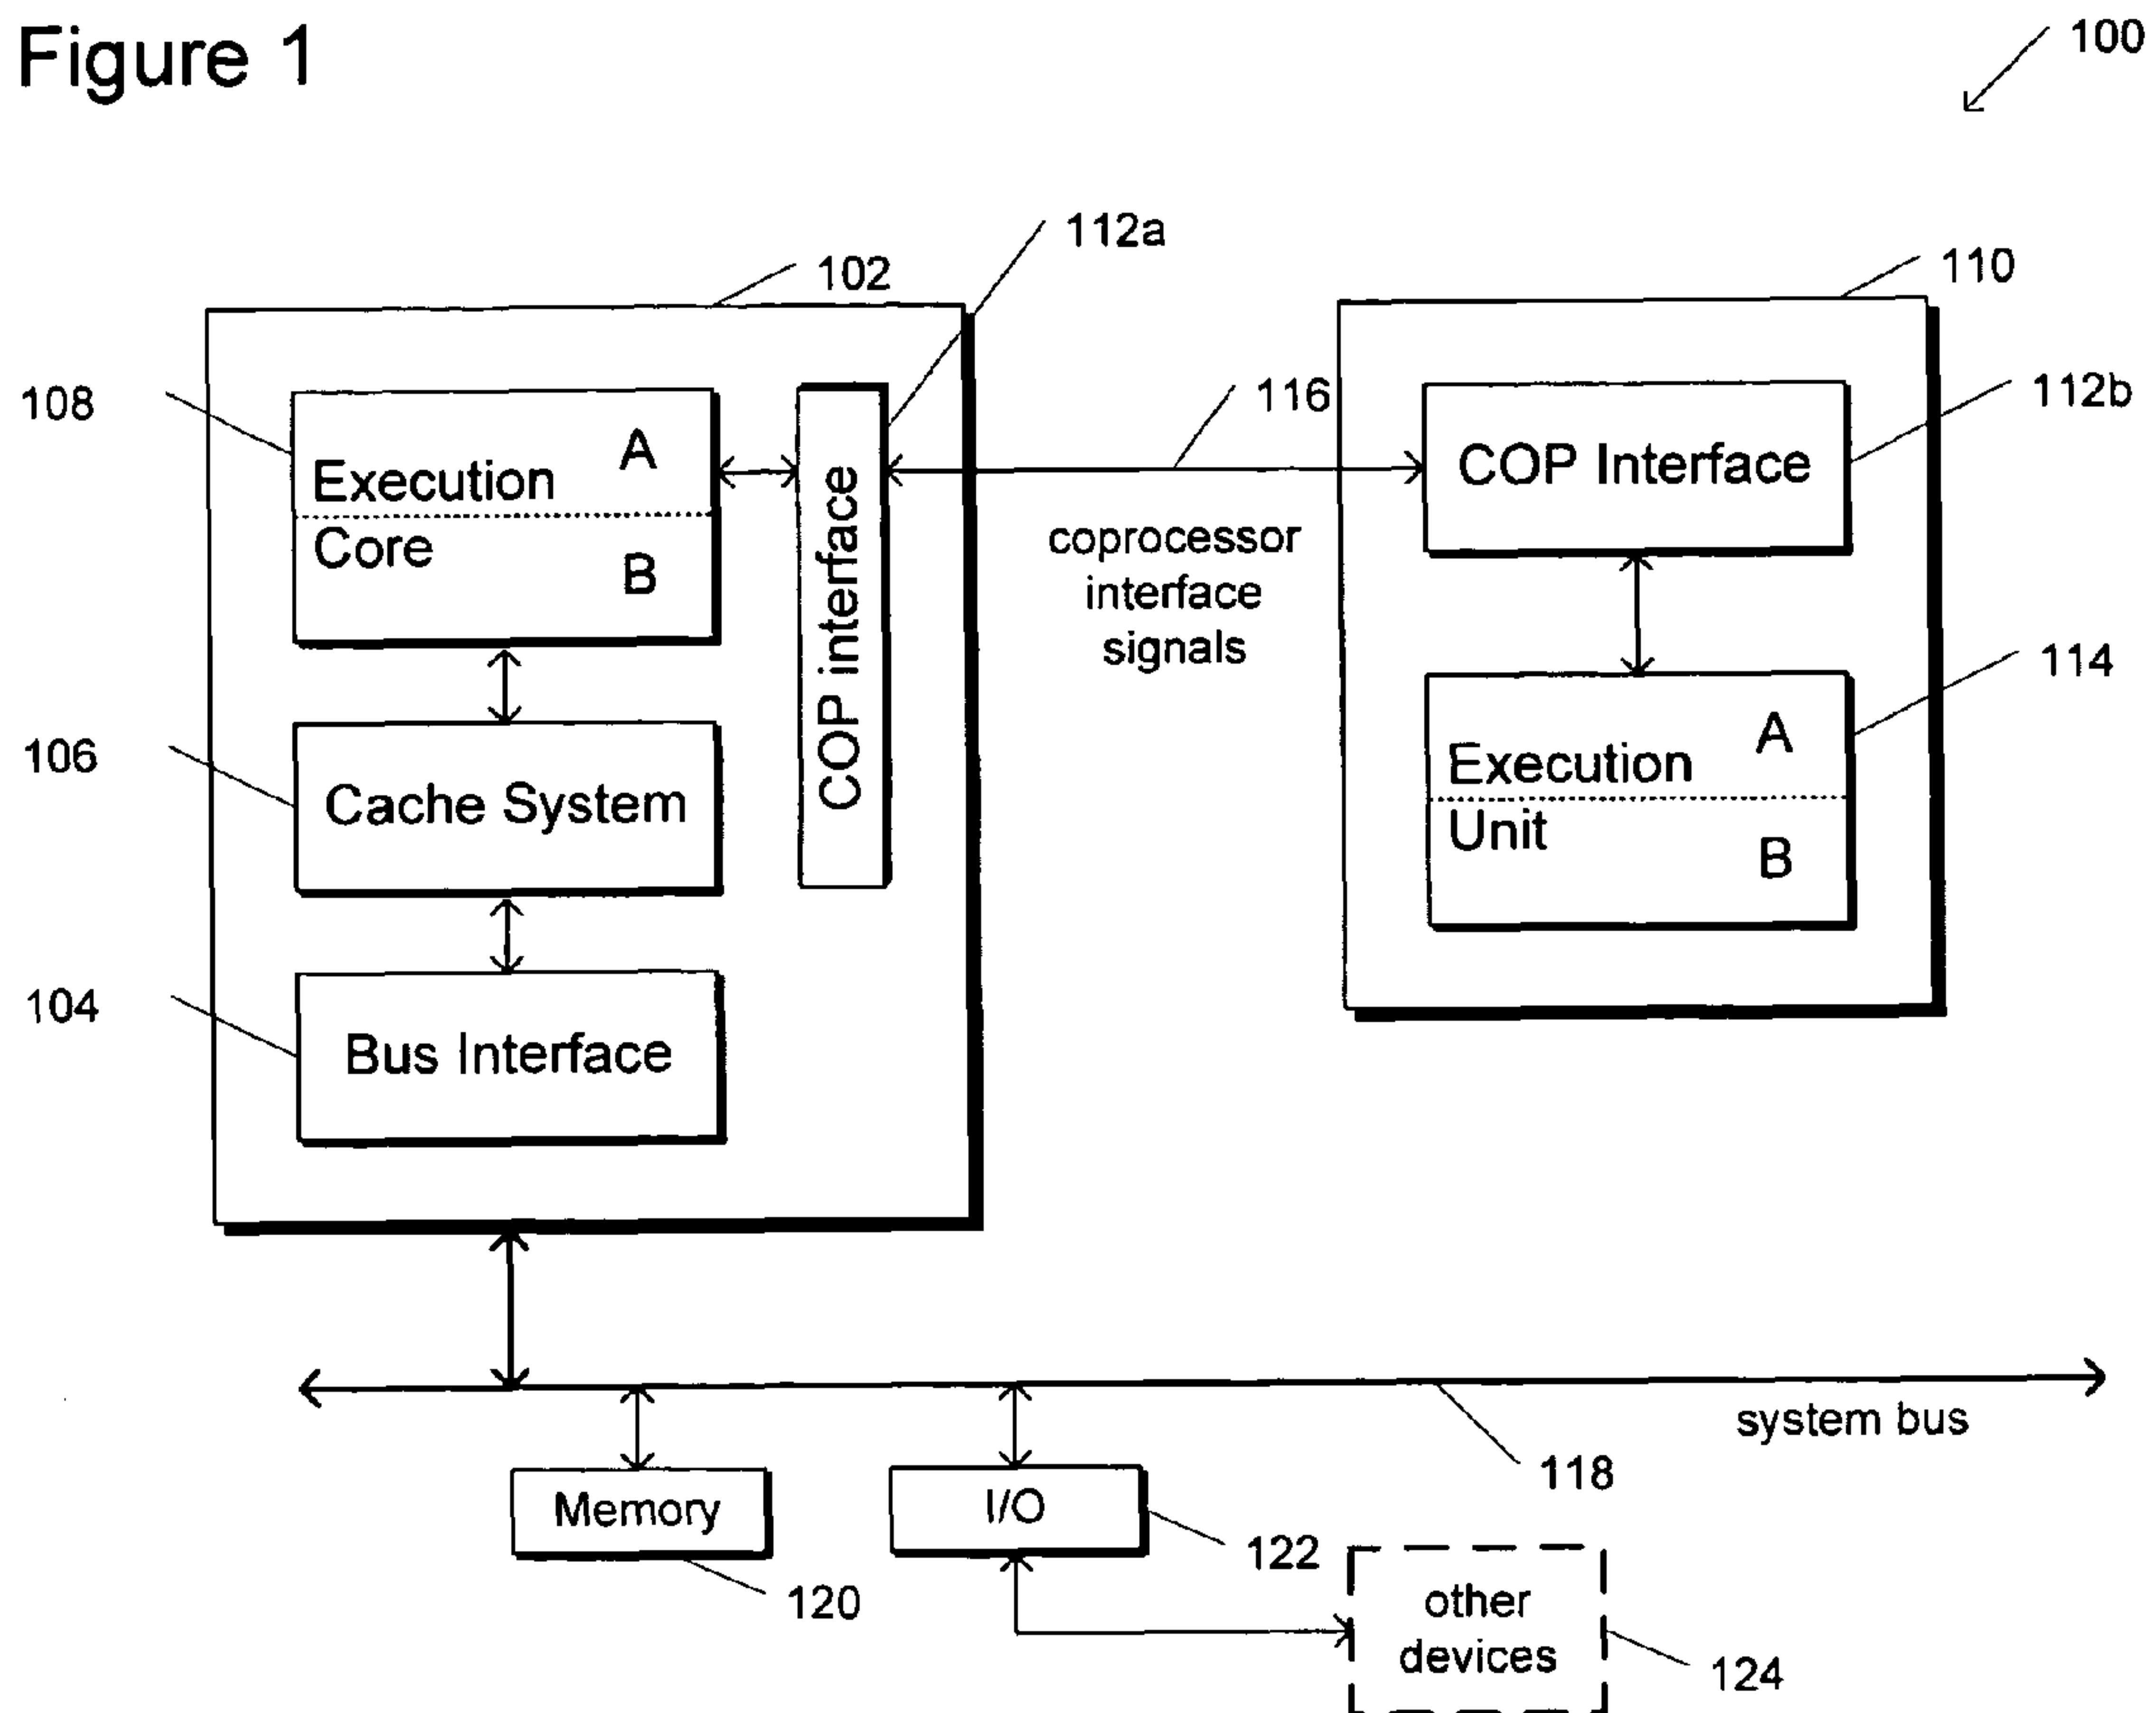 Figure 1
100
112a
102
110
108
116
112b
A
Execution
Core
B
COP interface
COP Interface
coprocessor
interface
signals
114
106
Cache System
A
Execution
Unit
B
104
Bus Interface
system bus
118
Memory
I/O
122
120
other
devices
124